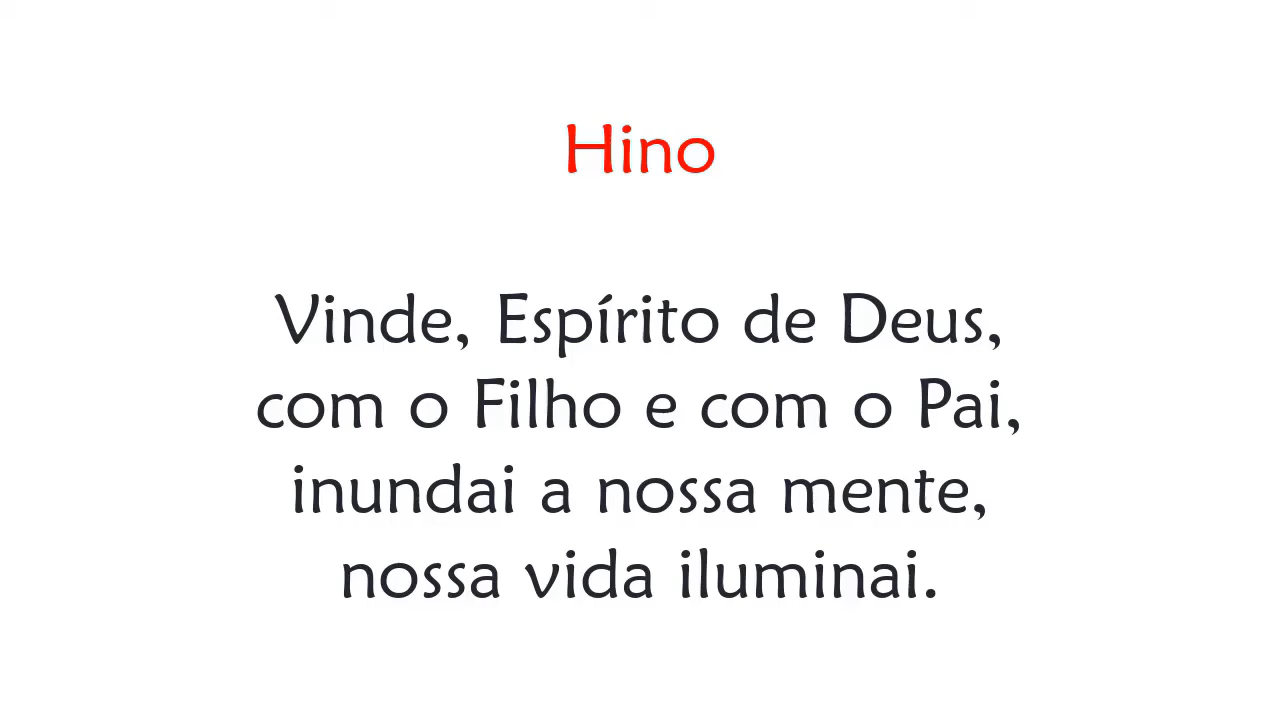 Hino
Vinde, Espírito de Deus,
com o Filho e com o Pai,
inundai a nossa mente,
nossa vida iluminai.